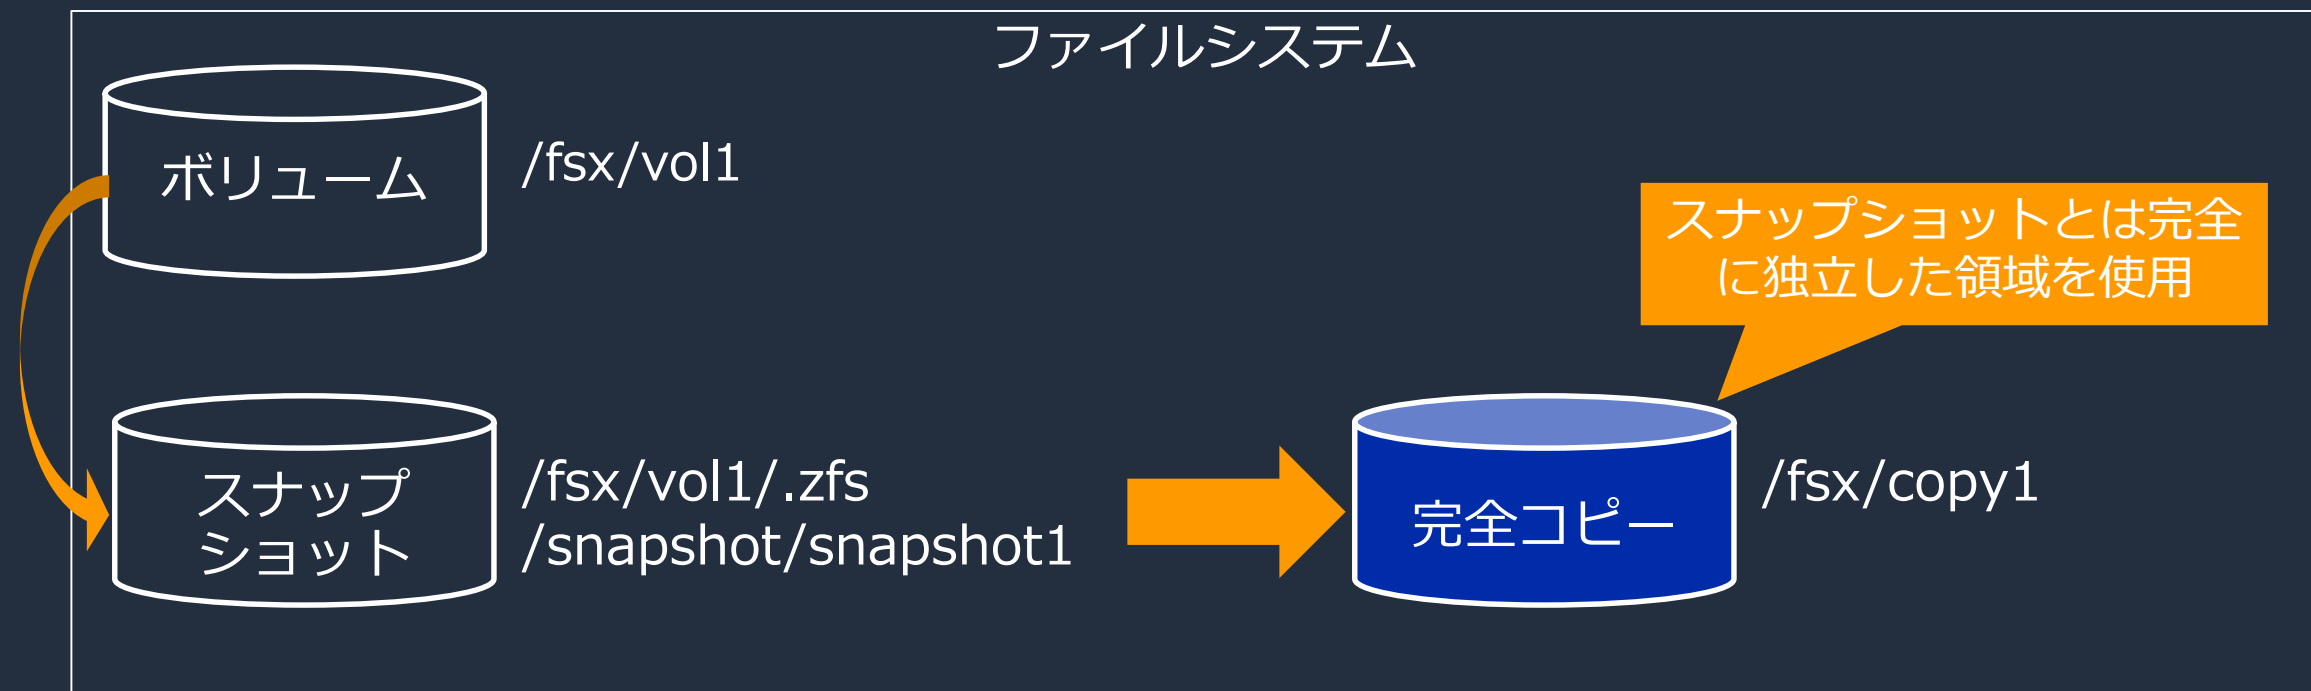 ファイルシステム
ボリューム
/fsx/vol1
スナップショットとは完全
に独立した領域を使用
スナップ
ショット
/fsx/vol1/.zfs
/snapshot/snapshot1
完全コピー
/fsx/copy1